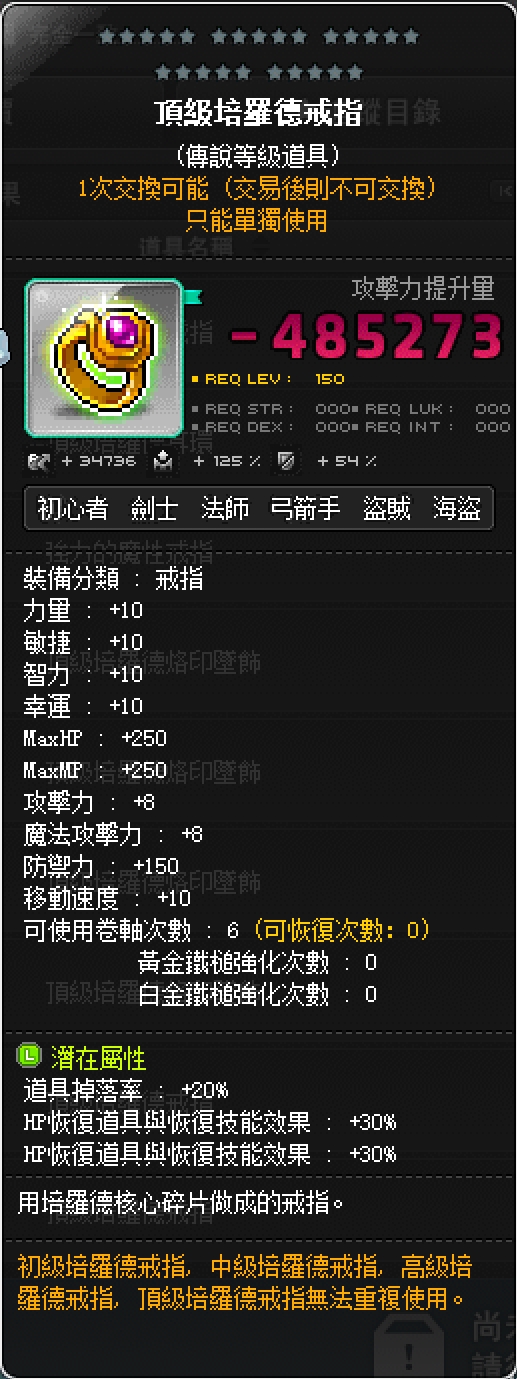 頂級培羅德戒指
(傳說等級道具)
1次交換可能 (交易後則不可交換)
只能單獨使用
攻擊力提升量
-485273
REQ LEV : 150
REQ STR : 000 REQ LUK : 000
REQ DEX : 000 REQ INT : 000
+ 34736 + 125 % + 54 %
初心者 劍士 法師 弓箭手 盜賊 海盜
裝備分類 : 戒指
力量 : +10
敏捷 : +10
智力 : +10
幸運 : +10
MaxHP : +250
MaxMP : +250
攻擊力 : +8
魔法攻擊力 : +8
防禦力 : +150
移動速度 : +10
可使用卷軸次數 : 6 (可恢復次數: 0)
黃金鐵鎚強化次數 : 0
白金鐵鎚強化次數 : 0
L 潛在屬性
道具掉落率 : +20%
HP恢復道具與恢復技能效果 : +30%
HP恢復道具與恢復技能效果 : +30%
用培羅德核心碎片做成的戒指。
初級培羅德戒指, 中級培羅德戒指, 高級培
羅德戒指, 頂級培羅德戒指無法重複使用。